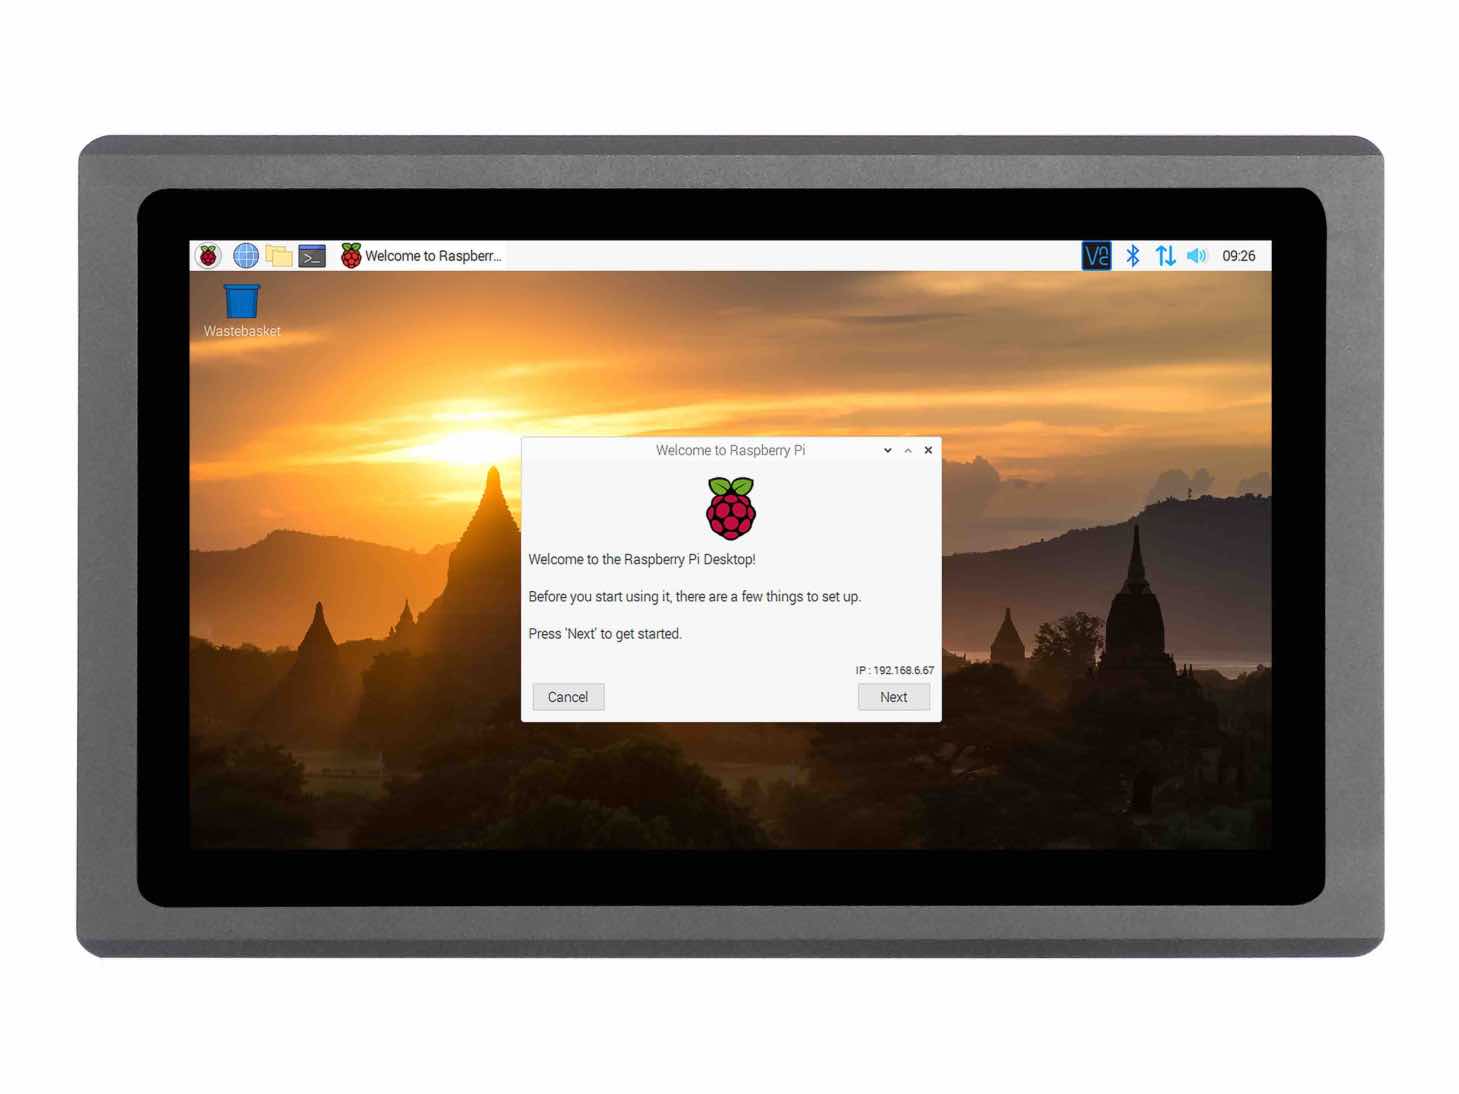 Welcome to Raspberr...
VQ
09:26
Wastebasket
Welcome to Raspberry Pi
Welcome to the Raspberry Pi Desktop!
Before you start using it, there are a few things to set up.
Press 'Next' to get started.
IP : 192.168.6.67
Cancel
Next